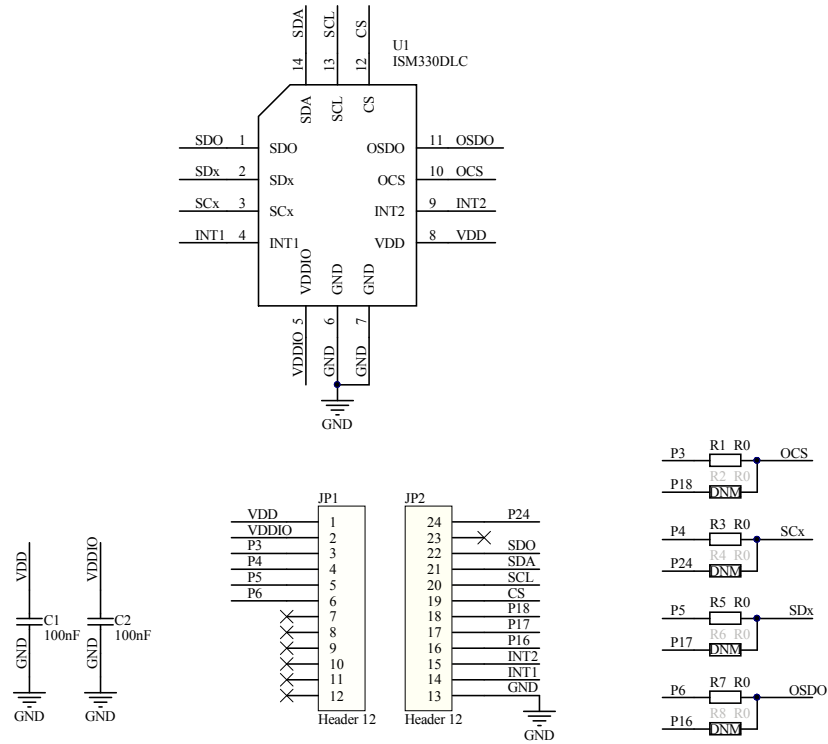 SDA
SCL
CS
U1
ISM330DLC
14
13
12
SDA
SCL
CS
SDO 1 SDO
OSDO 11 OSDO
SDx 2 SDx
OCS 10 OCS
SCx 3 SCx
INT2 9 INT2
INT1 4 INT1
VDD 8 VDD
VDDIO
GND
GND
5
6
7
VDDIO
GND
GND
GND
VDD
C1
100nF
GND
GND
VDDIO
C2
100nF
GND
GND
JP1
VDD 1
VDDIO 2
P3 3
P4 4
P5 5
P6 6
7
8
9
10
11
12
Header 12
JP2
24 P24
23
22 SDO
21 SDA
20 SCL
19 CS
18 P18
17 P17
16 P16
15 INT2
14 INT1
13 GND
Header 12
GND
P3 R1 R0 OCS
R2 R0
P18 DNM
P4 R3 R0 SCx
R4 R0
P24 DNM
P5 R5 R0 SDx
R6 R0
P17 DNM
P6 R7 R0 OSDO
R8 R0
P16 DNM